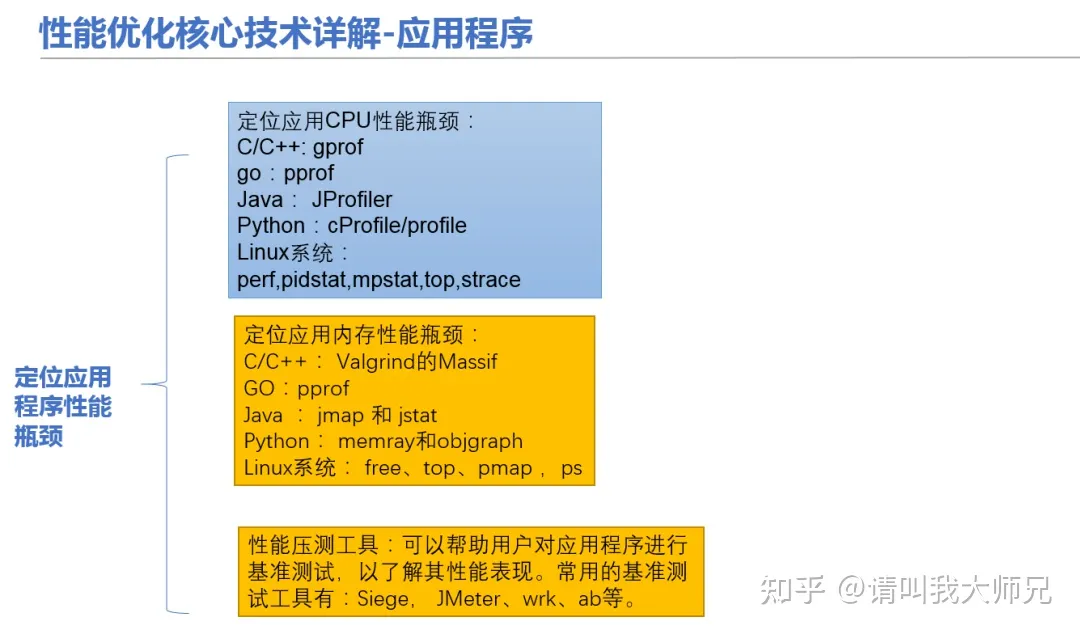 性能优化核心技术详解-应用程序
定位应用CPU性能瓶颈：
C/C++: gprof
go：pprof
Java： JProfiler
Python：cProfile/profile
Linux系统：
perf,pidstat,mpstat,top,strace
定位应用
程序性能
瓶颈
定位应用内存性能瓶颈：
C/C++： Valgrind的Massif
GO：pprof
Java ： jmap 和 jstat
Python： memray和objgraph
Linux系统： free、top、pmap ， ps
性能压测工具：可以帮助用户对应用程序进行
基准测试，以了解其性能表现。常用的基准测
试工具有：Siege， JMeter、wrk、ab等。
知乎 @请叫我大师兄